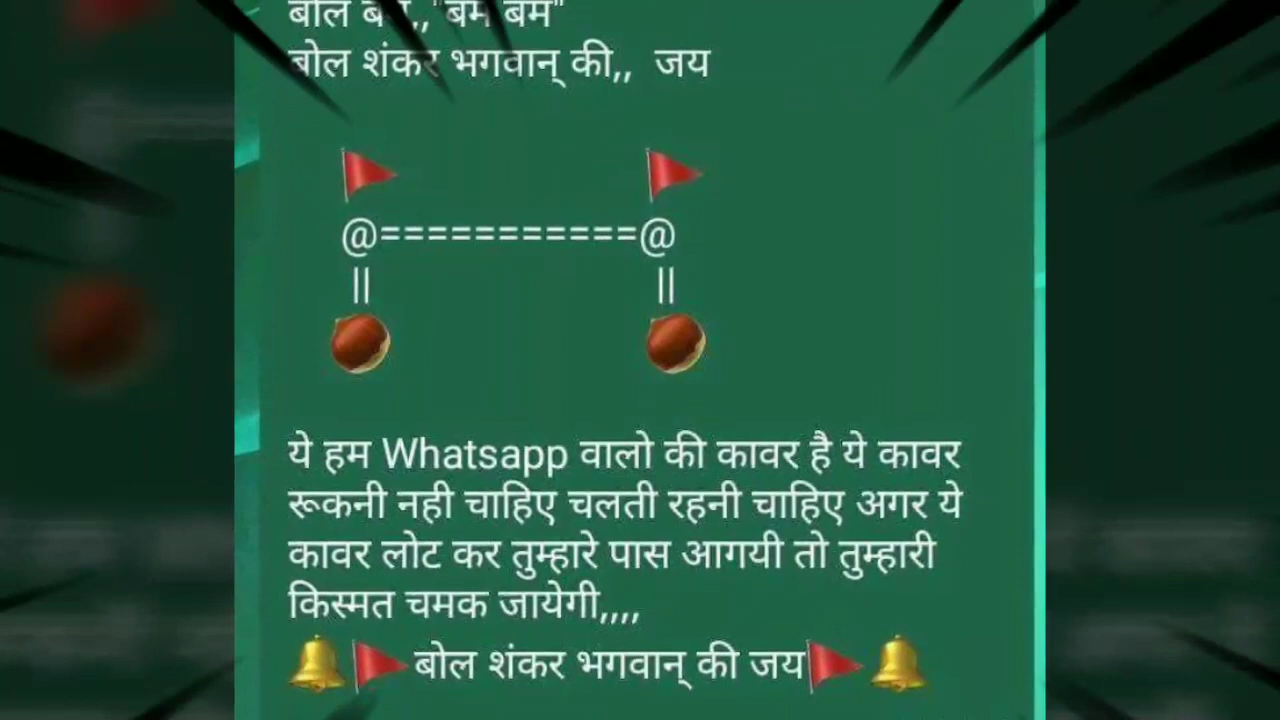 बोल बम,,"बम बम"
बोल शंकर भगवान् की,, जय
🚩 🚩
@===========@
|| ||
🌰 🌰
ये हम Whatsapp वालो की कावर है ये कावर
रूकनी नही चाहिए चलती रहनी चाहिए अगर ये
कावर लोट कर तुम्हारे पास आगयी तो तुम्हारी
किस्मत चमक जायेगी,,,,
🔔🚩बोल शंकर भगवान् की जय🚩🔔